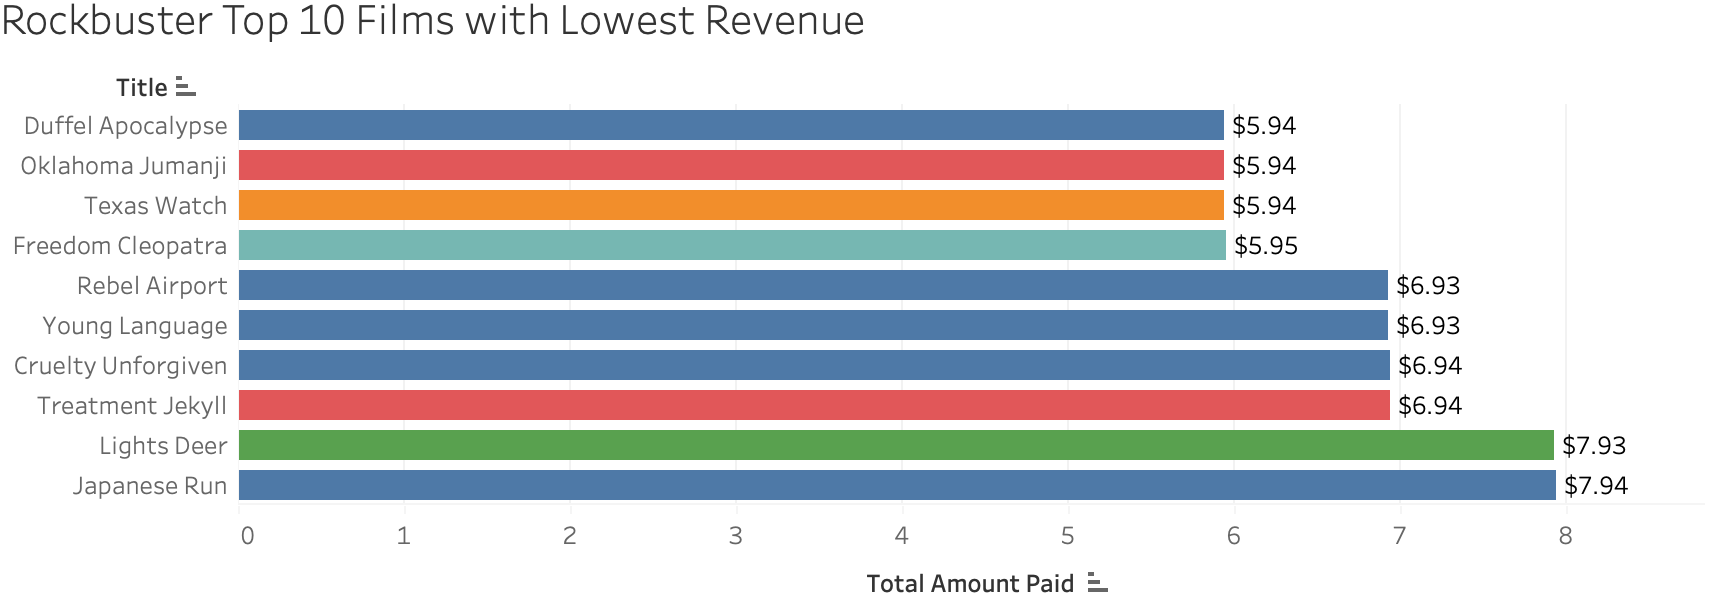 Rockbuster Top 10 Films with Lowest Revenue
Title
Duffel Apocalypse $5.94
Oklahoma Jumanji $5.94
Texas Watch $5.94
Freedom Cleopatra $5.95
Rebel Airport $6.93
Young Language $6.93
Cruelty Unforgiven $6.94
Treatment Jekyll $6.94
Lights Deer $7.93
Japanese Run $7.94
0 1 2 3 4 5 6 7 8
Total Amount Paid